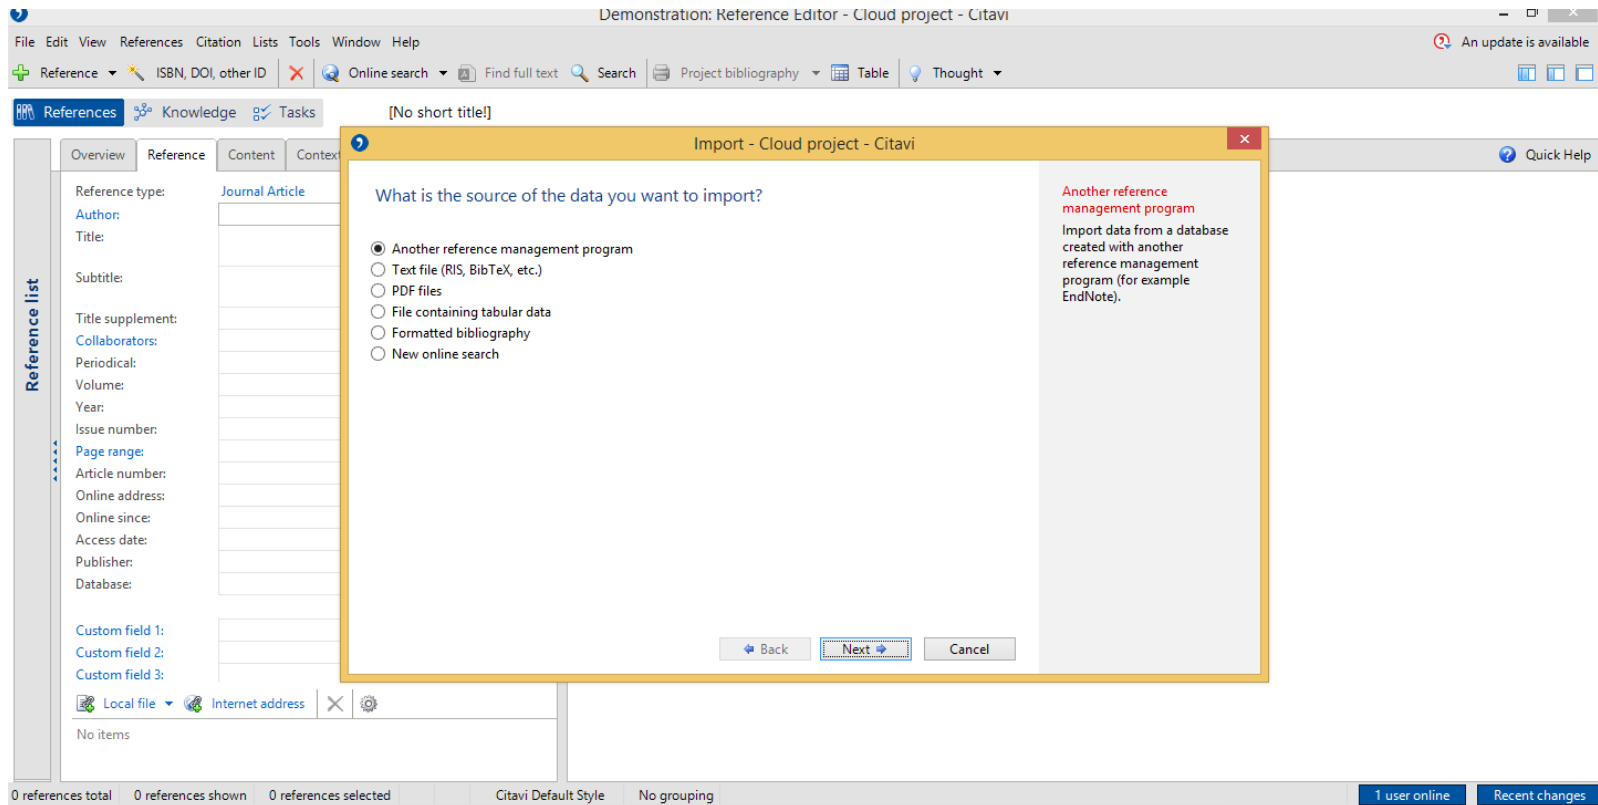 Demonstration: Reference Editor - Cloud project - Citavi
File Edit View References Citation Lists Tools Window Help
An update is available
Reference ISBN, DOI, other ID Online search Find full text Search Project bibliography Table Thought
References Knowledge Tasks [No short title!]
Import - Cloud project - Citavi
Overview Reference Content Context
Quick Help
Reference type: Journal Article
Author:
Title:
Subtitle:
Title supplement:
Collaborators:
Periodical:
Volume:
Year:
Issue number:
Page range:
Article number:
Online address:
Online since:
Access date:
Publisher:
Database:
Custom field 1:
Custom field 2:
Custom field 3:
Reference list
What is the source of the data you want to import?
Another reference management program
Text file (RIS, BibTeX, etc.)
PDF files
File containing tabular data
Formatted bibliography
New online search
Another reference
management program
Import data from a database
created with another
reference management
program (for example
EndNote).
Back Next Cancel
Local file Internet address
No items
0 references total 0 references shown 0 references selected Citavi Default Style No grouping 1 user online Recent changes